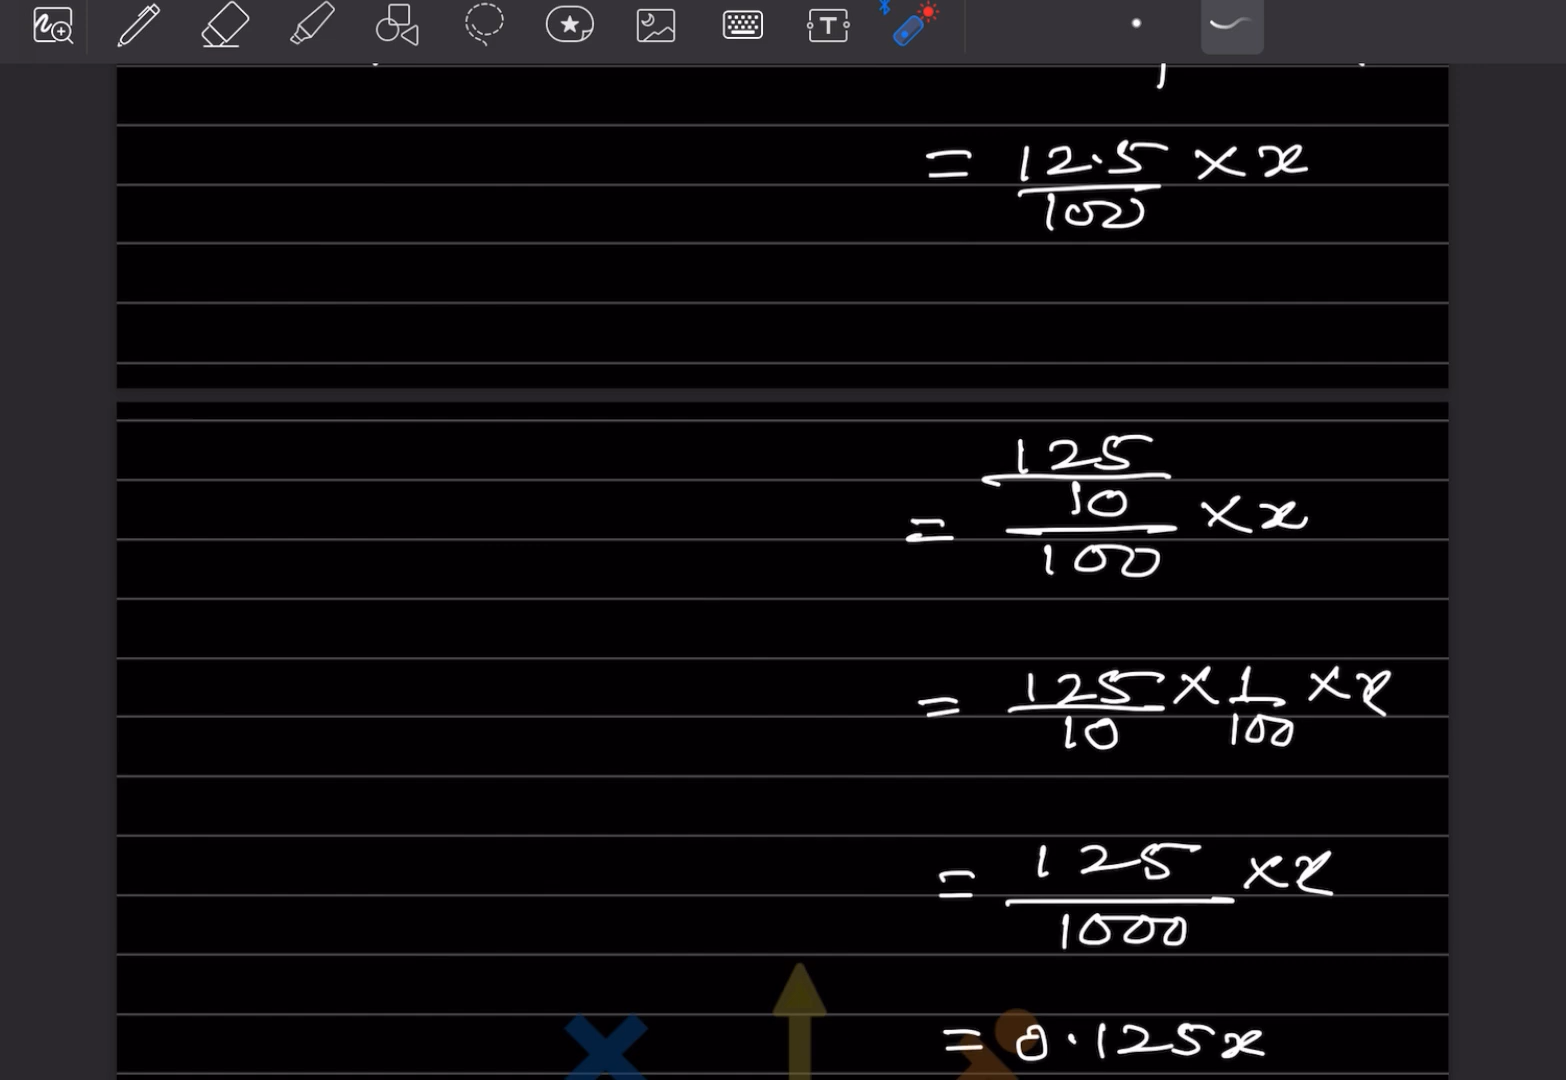 = 12.5/100 × x
= 125/10/100 × x
= 125/10 × 1/100 × x
= 125/1000 × x
= 0.125x